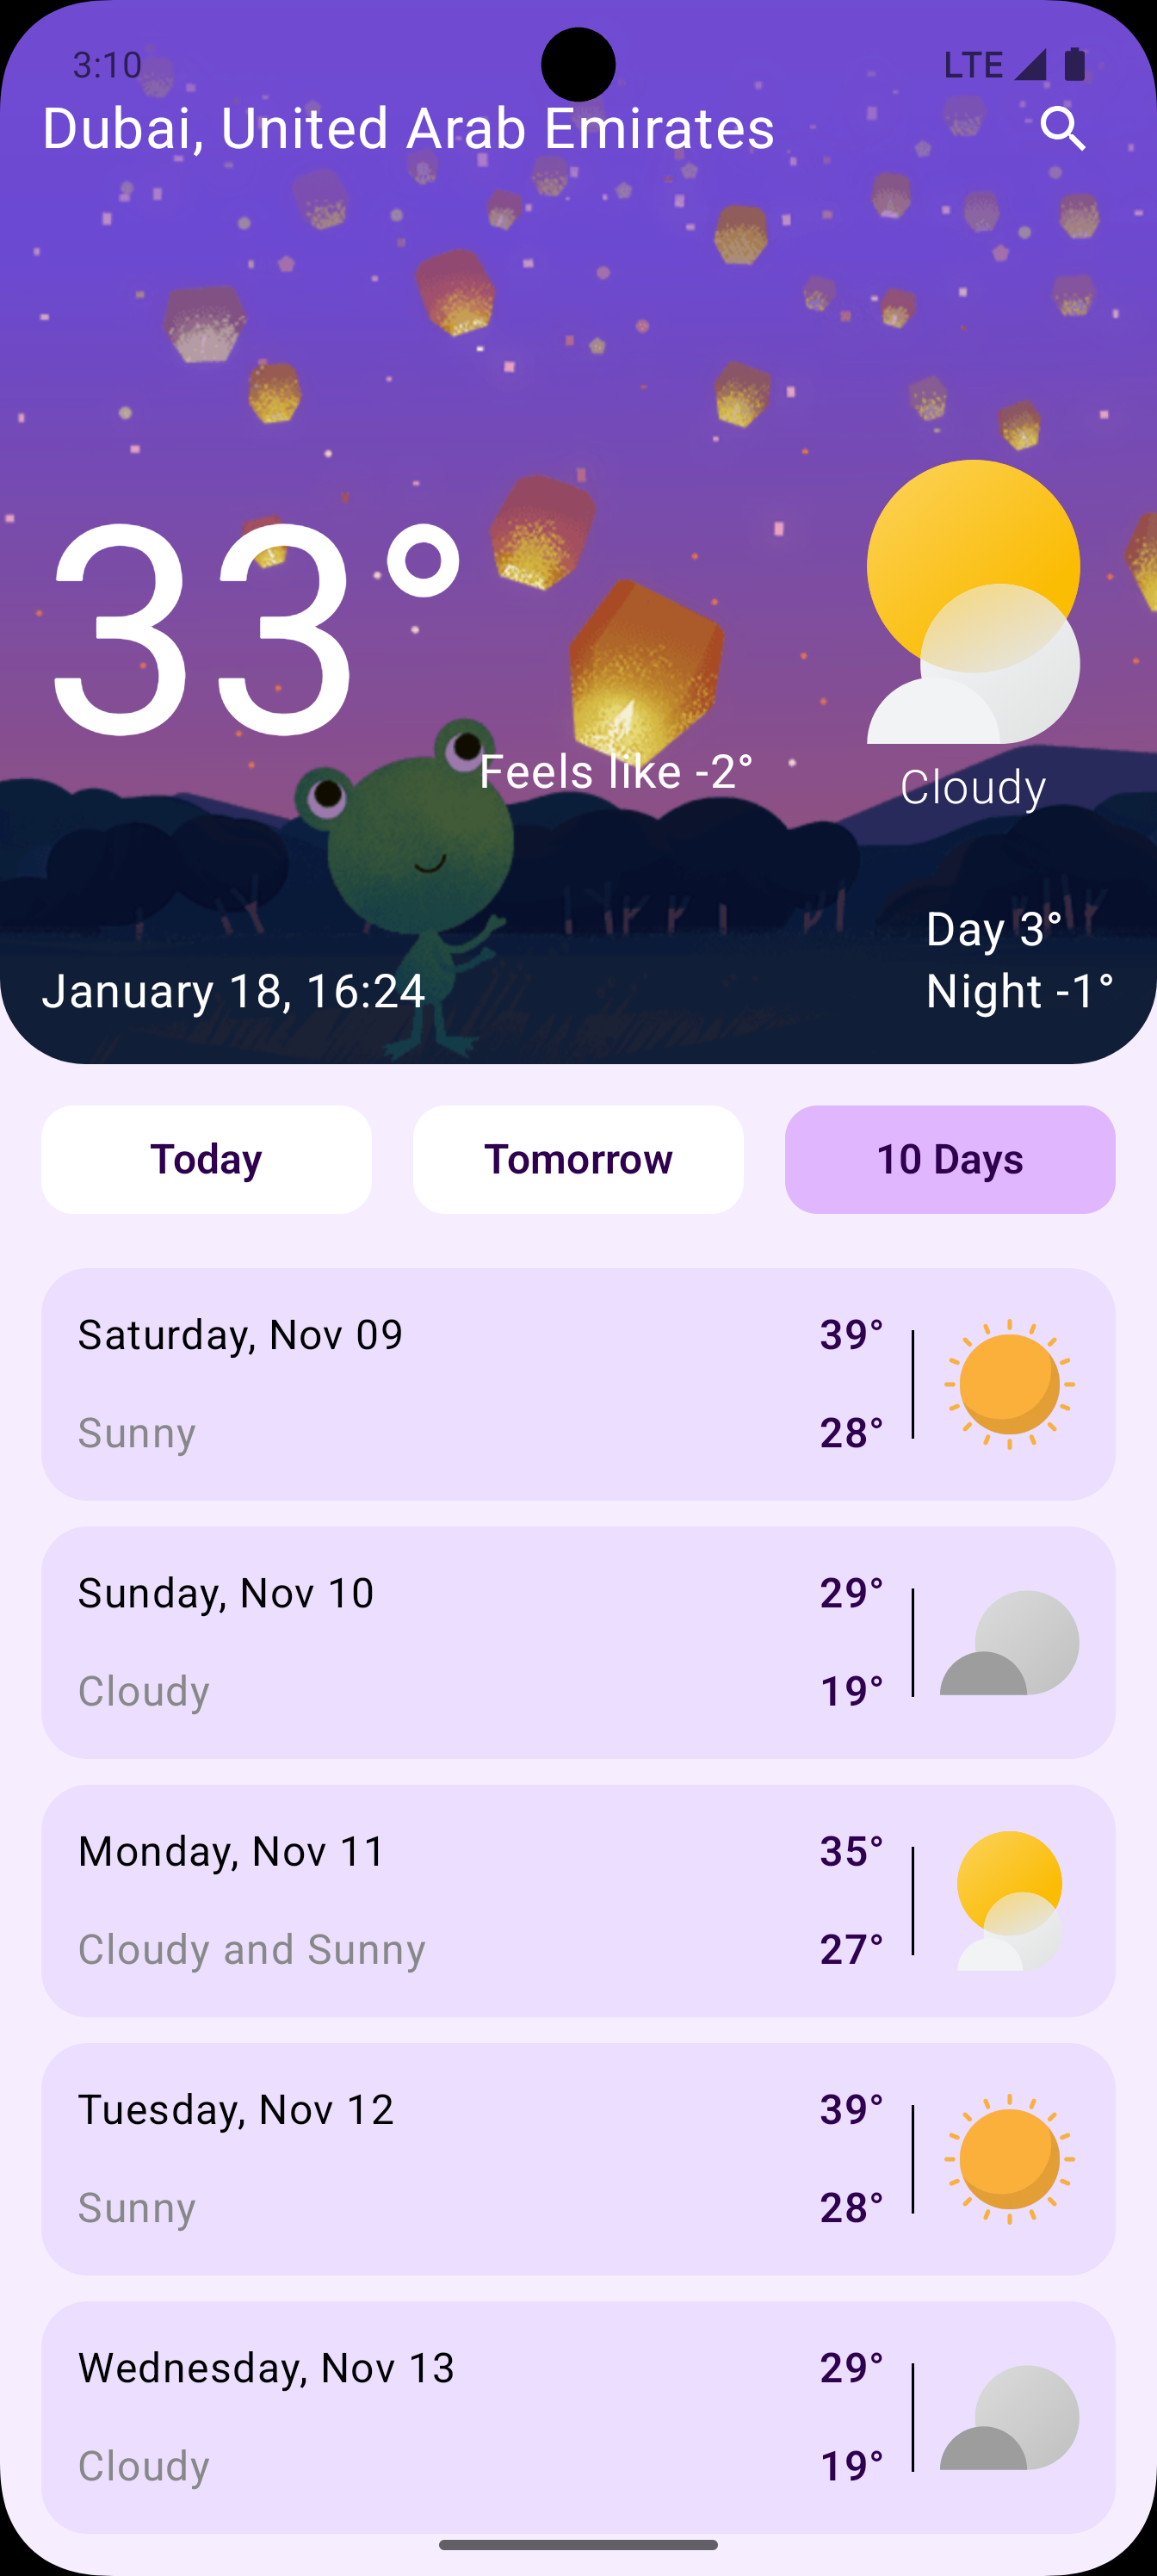 3:10
LTE
Dubai, United Arab Emirates
33°
Feels like -2°
Cloudy
Day 3°
January 18, 16:24
Night -1°
Today
Tomorrow
10 Days
Saturday, Nov 09
39°
Sunny
28°
Sunday, Nov 10
29°
Cloudy
19°
Monday, Nov 11
35°
Cloudy and Sunny
27°
Tuesday, Nov 12
39°
Sunny
28°
Wednesday, Nov 13
29°
Cloudy
19°